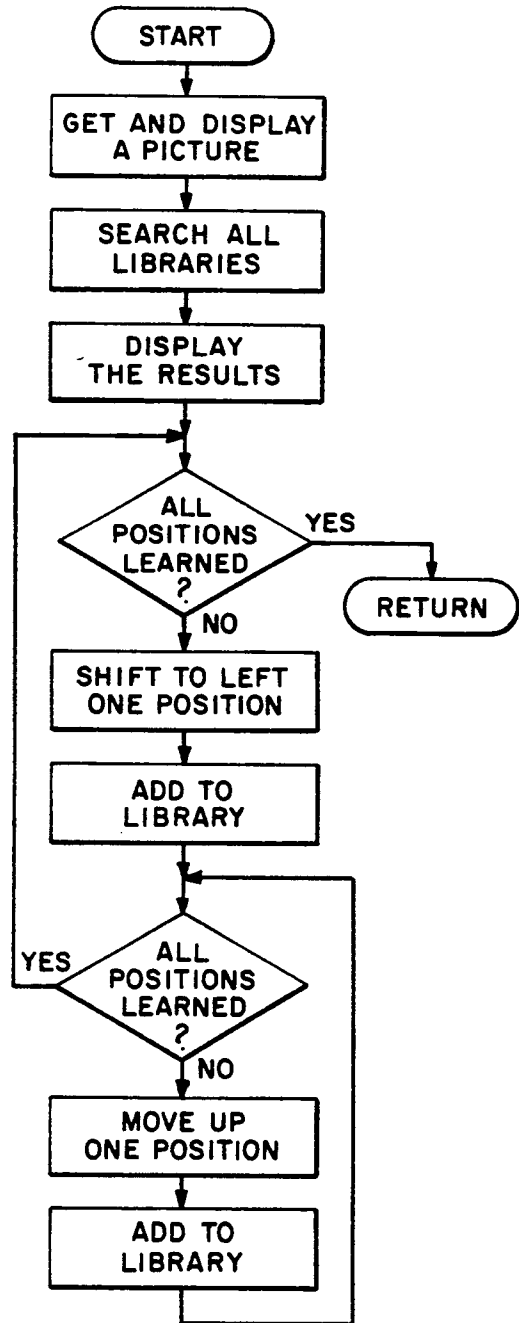 START
GET AND DISPLAY
A PICTURE
SEARCH ALL
LIBRARIES
DISPLAY
THE RESULTS
ALL
POSITIONS
LEARNED
?
YES
RETURN
NO
SHIFT TO LEFT
ONE POSITION
ADD TO
LIBRARY
YES
ALL
POSITIONS
LEARNED
?
NO
MOVE UP
ONE POSITION
ADD TO
LIBRARY